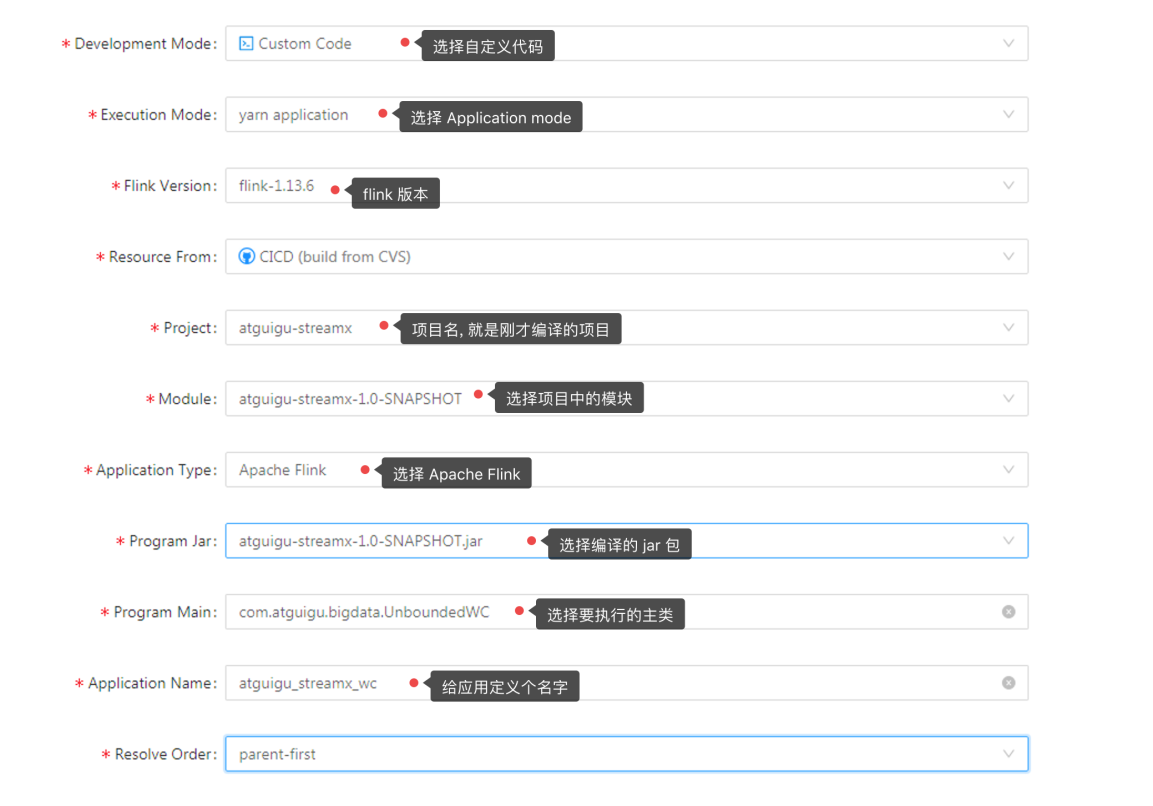 * Development Mode: Custom Code 选择自定义代码
* Execution Mode: yarn application 选择 Application mode
* Flink Version: flink-1.13.6 flink 版本
* Resource From: CICD (build from CVS)
* Project: atguigu-streamx 项目名, 就是刚才编译的项目
* Module: atguigu-streamx-1.0-SNAPSHOT 选择项目中的模块
* Application Type: Apache Flink 选择 Apache Flink
* Program Jar: atguigu-streamx-1.0-SNAPSHOT.jar 选择编译的 jar 包
* Program Main: com.atguigu.bigdata.UnboundedWC 选择要执行的主类
* Application Name: atguigu_streamx_wc 给应用定义个名字
* Resolve Order: parent-first